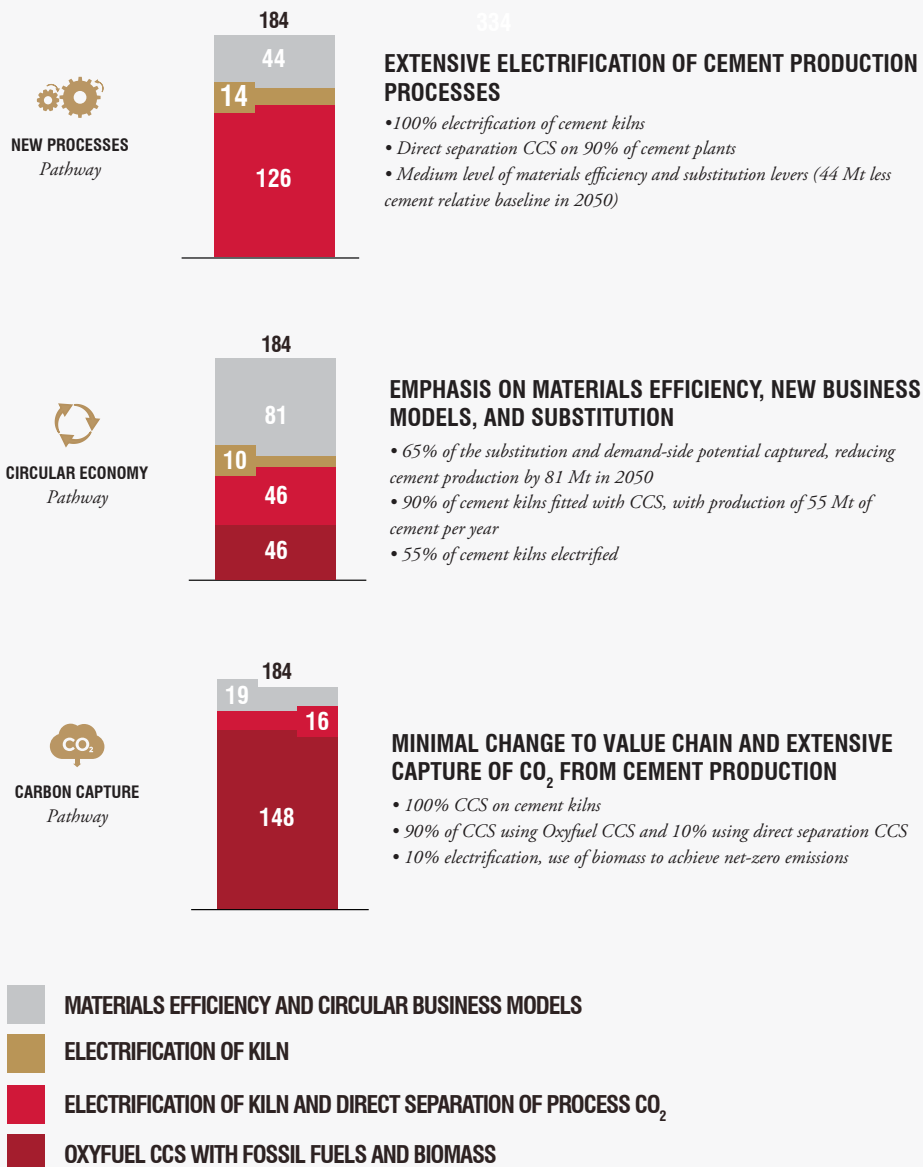 184
334
44
14
126
NEW PROCESSES
Pathway
EXTENSIVE ELECTRIFICATION OF CEMENT PRODUCTION
PROCESSES
•100% electrification of cement kilns
• Direct separation CCS on 90% of cement plants
• Medium level of materials efficiency and substitution levers (44 Mt less
cement relative baseline in 2050)
184
81
10
46
46
CIRCULAR ECONOMY
Pathway
EMPHASIS ON MATERIALS EFFICIENCY, NEW BUSINESS
MODELS, AND SUBSTITUTION
• 65% of the substitution and demand-side potential captured, reducing
cement production by 81 Mt in 2050
• 90% of cement kilns fitted with CCS, with production of 55 Mt of
cement per year
• 55% of cement kilns electrified
184
19
16
148
CO₂
CARBON CAPTURE
Pathway
MINIMAL CHANGE TO VALUE CHAIN AND EXTENSIVE
CAPTURE OF CO₂ FROM CEMENT PRODUCTION
• 100% CCS on cement kilns
• 90% of CCS using Oxyfuel CCS and 10% using direct separation CCS
• 10% electrification, use of biomass to achieve net-zero emissions
MATERIALS EFFICIENCY AND CIRCULAR BUSINESS MODELS
ELECTRIFICATION OF KILN
ELECTRIFICATION OF KILN AND DIRECT SEPARATION OF PROCESS CO₂
OXYFUEL CCS WITH FOSSIL FUELS AND BIOMASS